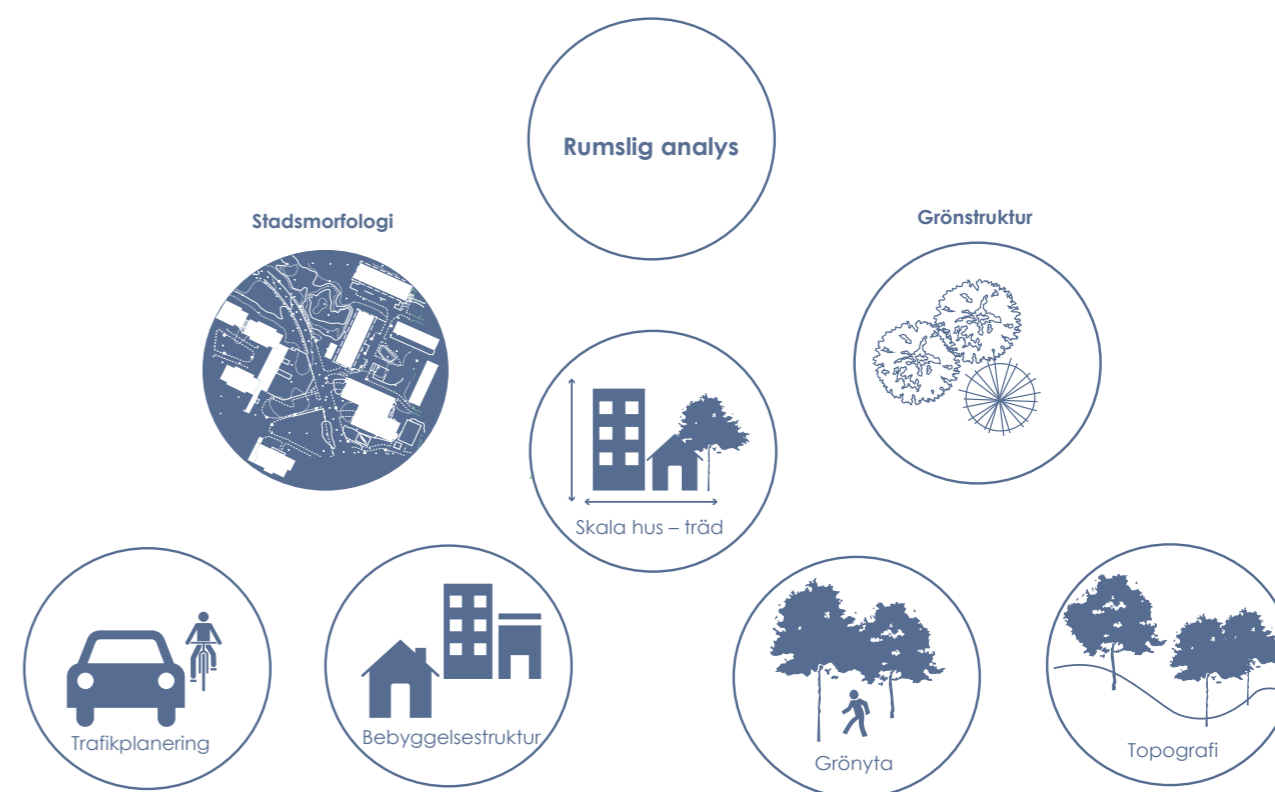 Rumslig analys
Stadsmorfologi
Grönstruktur
Skala hus – träd
Trafikplanering
Bebyggelsestruktur
Grönyta
Topografi